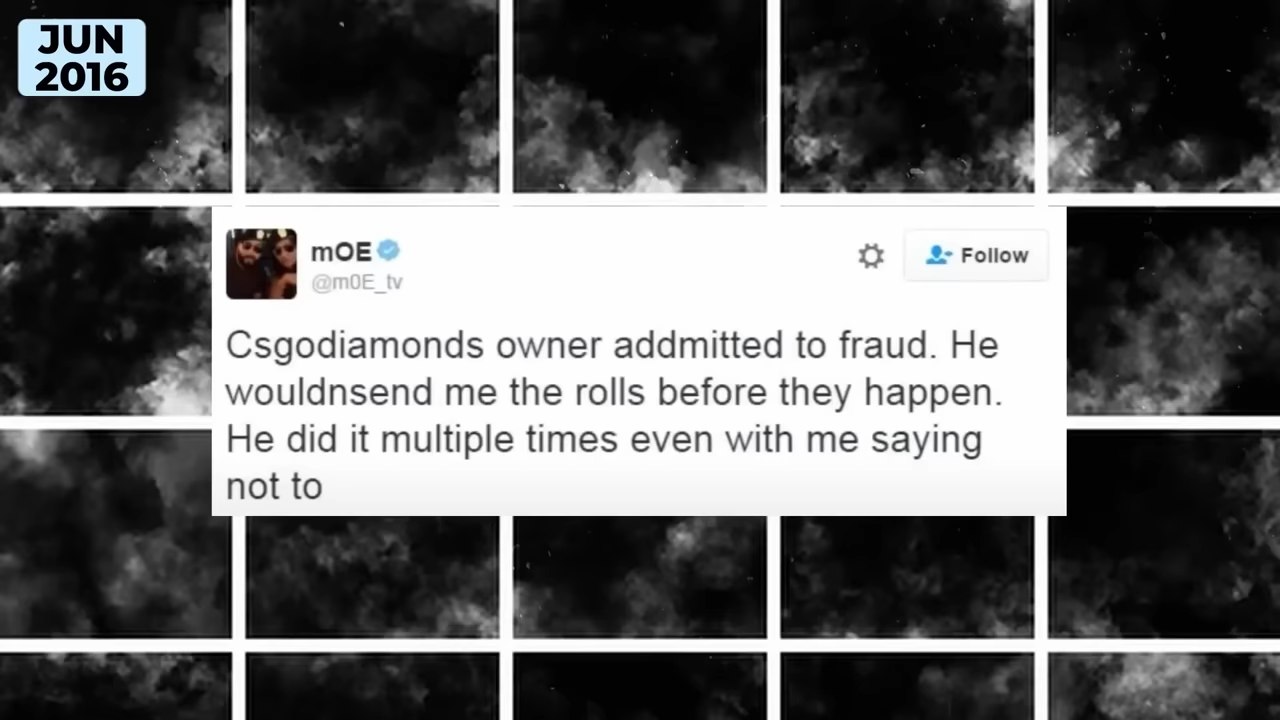 JUN
2016
mOE
@m0E_tv
Follow
Csgodiamonds owner addmitted to fraud. He
wouldnsend me the rolls before they happen.
He did it multiple times even with me saying
not to